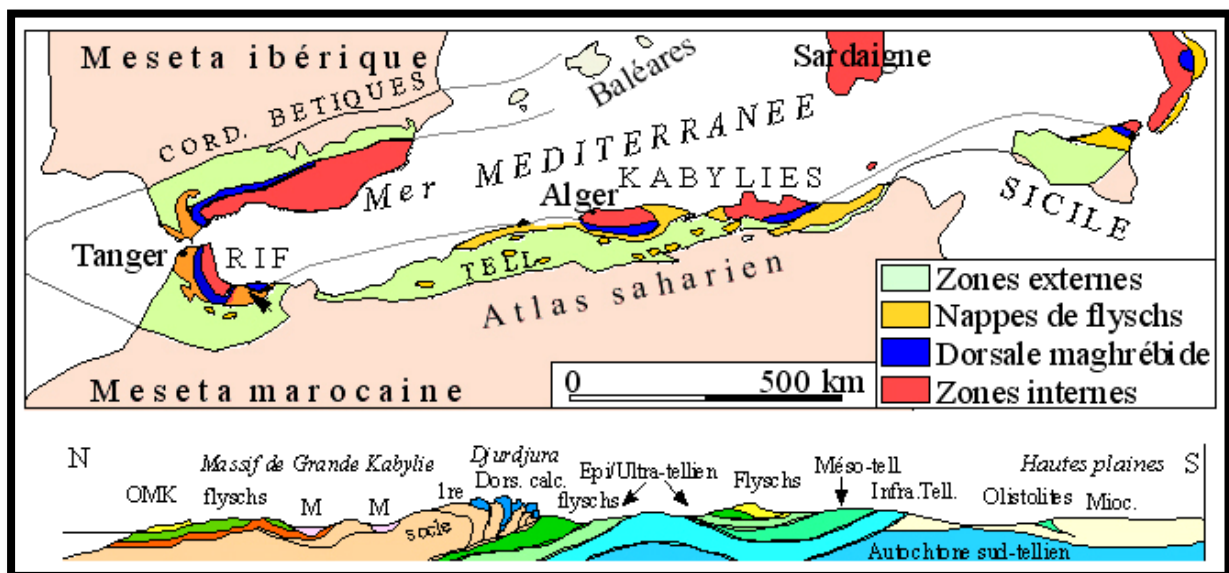 Meseta ibérique
Sardaigne
Baléares
CORD. BETIQUES
Mer MEDITERRANEE
KABYLIES
Alger
SICILE
Tanger
RIF
TELL
Atlas saharien
Meseta marocaine
0 500 km
Zones externes
Nappes de flyschs
Dorsale maghrébide
Zones internes
N
Massif de Grande Kabylie
Djurdjura
Epi/Ultra-tellien
Méso-tell
Hautes plaines
S
OMK
flyschs
M
M
1re
Dors. calc.
flyschs
Flyschs
Infra.Tell.
Olistolites
Mioc.
socle
Autochtone sud-tellien